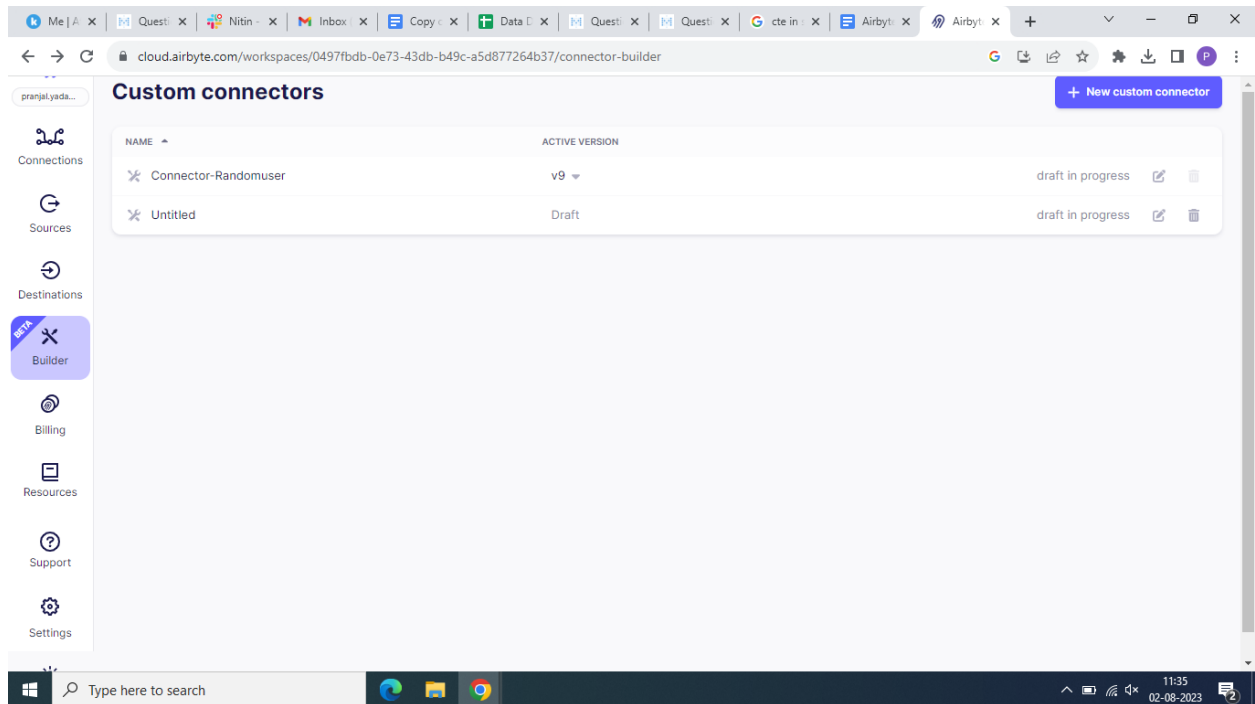 Me | A
Questi
Nitin -
Inbox (
Copy c
Data D
Questi
Questi
cte in s
Airbyt
Airbyt
cloud.airbyte.com/workspaces/0497fbdb-0e73-43db-b49c-a5d877264b37/connector-builder
P
pranjal.yada...
Custom connectors
+ New custom connector
Connections
NAME
ACTIVE VERSION
Connector-Randomuser
v9
draft in progress
Untitled
Draft
draft in progress
Sources
Destinations
BETA
Builder
Billing
Resources
Support
Settings
Type here to search
11:35
02-08-2023
2